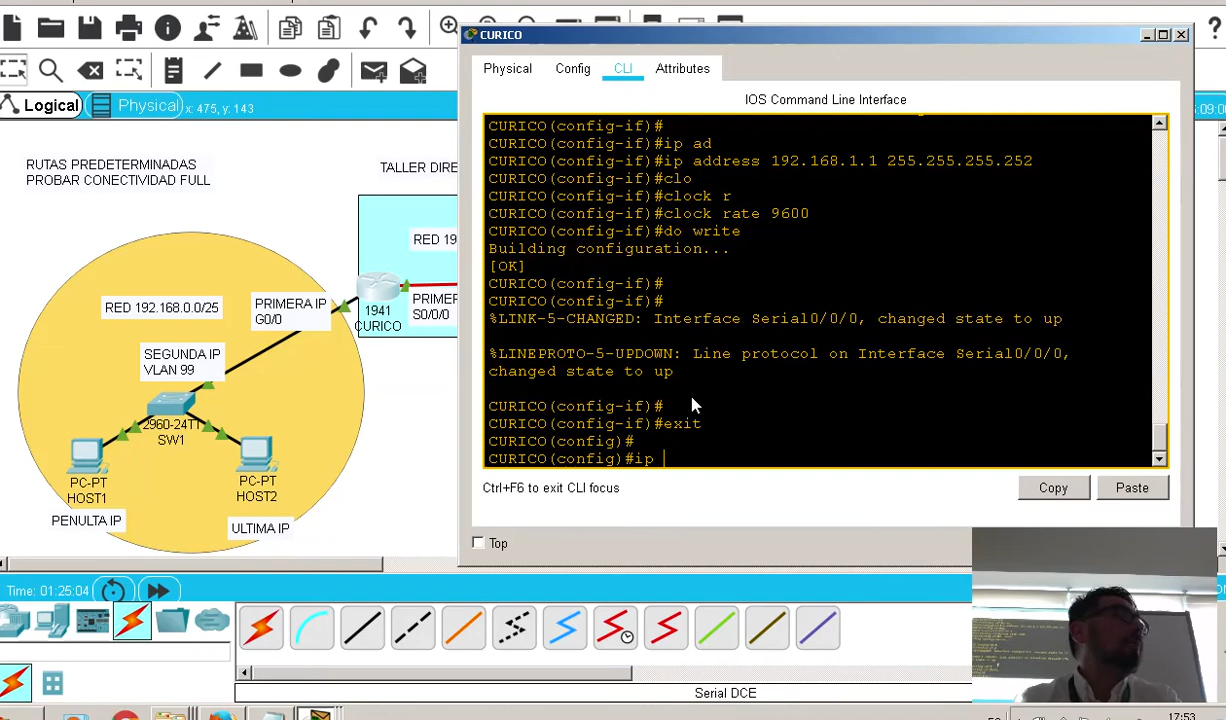 CURICO
Physical
Config
CLI
Attributes
Logical
Physical
x: 475, y: 143
IOS Command Line Interface
CURICO(config-if)#
CURICO(config-if)#ip ad
CURICO(config-if)#ip address 192.168.1.1 255.255.255.252
CURICO(config-if)#clo
CURICO(config-if)#clock r
CURICO(config-if)#clock rate 9600
CURICO(config-if)#do write
Building configuration...
[OK]
CURICO(config-if)#
CURICO(config-if)#
%LINK-5-CHANGED: Interface Serial0/0/0, changed state to up
%LINEPROTO-5-UPDOWN: Line protocol on Interface Serial0/0/0,
changed state to up
CURICO(config-if)#
CURICO(config-if)#exit
CURICO(config)#
CURICO(config)#ip
Ctrl+F6 to exit CLI focus
Copy
Paste
Top
RUTAS PREDETERMINADAS
PROBAR CONECTIVIDAD FULL
TALLER DIRE
RED 19
RED 192.168.0.0/25
PRIMERA IP
G0/0
1941
CURICO
PRIMER
S0/0/0
SEGUNDA IP
VLAN 99
2960-24TT
SW1
PC-PT
HOST1
PC-PT
HOST2
PENULTA IP
ULTIMA IP
Time: 01:25:04
Serial DCE
17:53